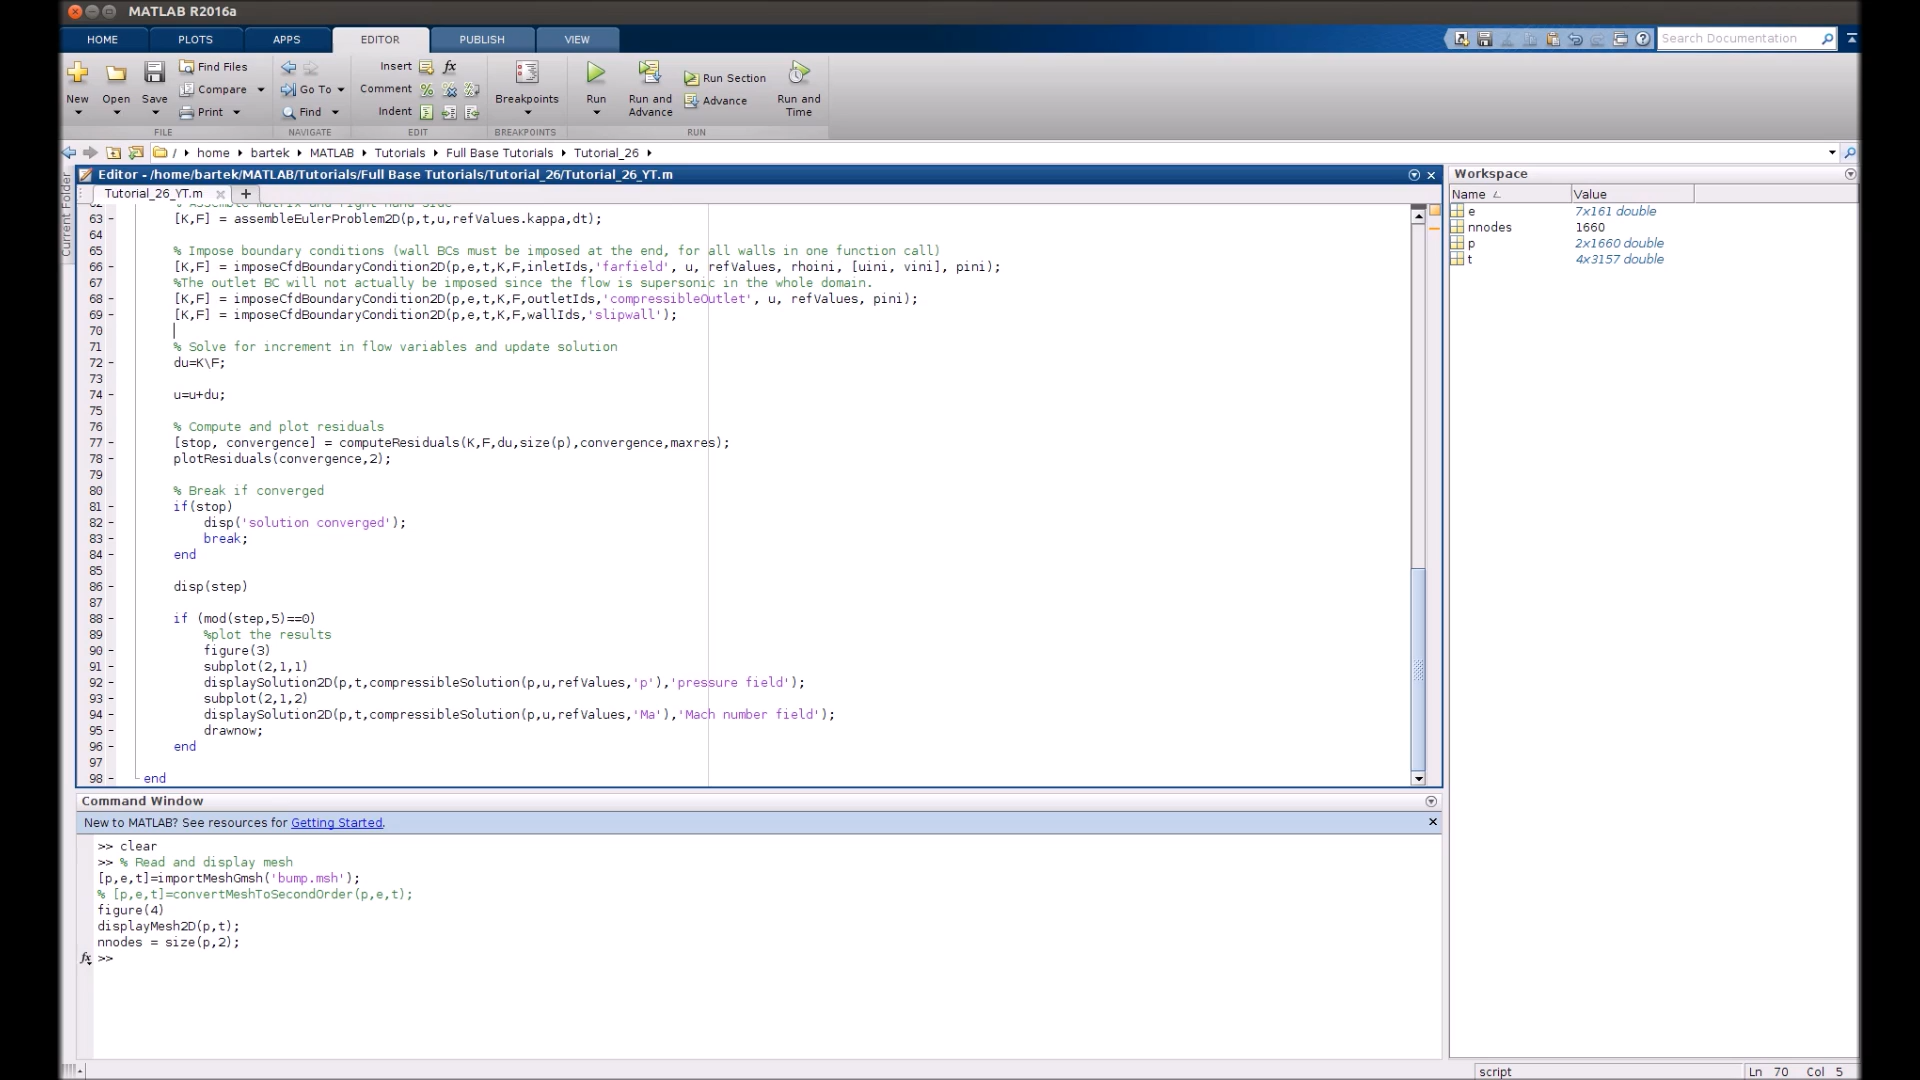 MATLAB R2016a
HOME PLOTS APPS EDITOR PUBLISH VIEW
Search Documentation
New Open Save
Find Files
Compare
Print
Go To
Find
Insert
Comment
Indent
Breakpoints
Run
Run and Advance
Run Section
Advance
Run and Time
FILE NAVIGATE EDIT BREAKPOINTS RUN
/ home bartek MATLAB Tutorials Full Base Tutorials Tutorial_26
Current Folder
Editor - /home/bartek/MATLAB/Tutorials/Full Base Tutorials/Tutorial_26/Tutorial_26_YT.m
Tutorial_26_YT.m
62 % Assemble matrix and right hand side
63 - [K,F] = assembleEulerProblem2D(p,t,u,refValues.kappa,dt);
64
65 % Impose boundary conditions (wall BCs must be imposed at the end, for all walls in one function call)
66 - [K,F] = imposeCfdBoundaryCondition2D(p,e,t,K,F,inletIds,'farfield', u, refValues, rhoini, [uini, vini], pini);
67 %The outlet BC will not actually be imposed since the flow is supersonic in the whole domain.
68 - [K,F] = imposeCfdBoundaryCondition2D(p,e,t,K,F,outletIds,'compressibleOutlet', u, refValues, pini);
69 - [K,F] = imposeCfdBoundaryCondition2D(p,e,t,K,F,wallIds,'slipwall');
70
71 % Solve for increment in flow variables and update solution
72 - du=K\F;
73
74 - u=u+du;
75
76 % Compute and plot residuals
77 - [stop, convergence] = computeResiduals(K,F,du,size(p),convergence,maxres);
78 - plotResiduals(convergence,2);
79
80 % Break if converged
81 - if(stop)
82 - disp('solution converged');
83 - break;
84 - end
85
86 - disp(step)
87
88 - if (mod(step,5)==0)
89 %plot the results
90 - figure(3)
91 - subplot(2,1,1)
92 - displaySolution2D(p,t,compressibleSolution(p,u,refValues,'p'),'pressure field');
93 - subplot(2,1,2)
94 - displaySolution2D(p,t,compressibleSolution(p,u,refValues,'Ma'),'Mach number field');
95 - drawnow;
96 - end
97
98 - end
Workspace
Name Value
e 7x161 double
nnodes 1660
p 2x1660 double
t 4x3157 double
Command Window
New to MATLAB? See resources for Getting Started.
>> clear
>> % Read and display mesh
[p,e,t]=importMeshGmsh('bump.msh');
% [p,e,t]=convertMeshToSecondOrder(p,e,t);
figure(4)
displayMesh2D(p,t);
nnodes = size(p,2);
fx >>
script Ln 70 Col 5